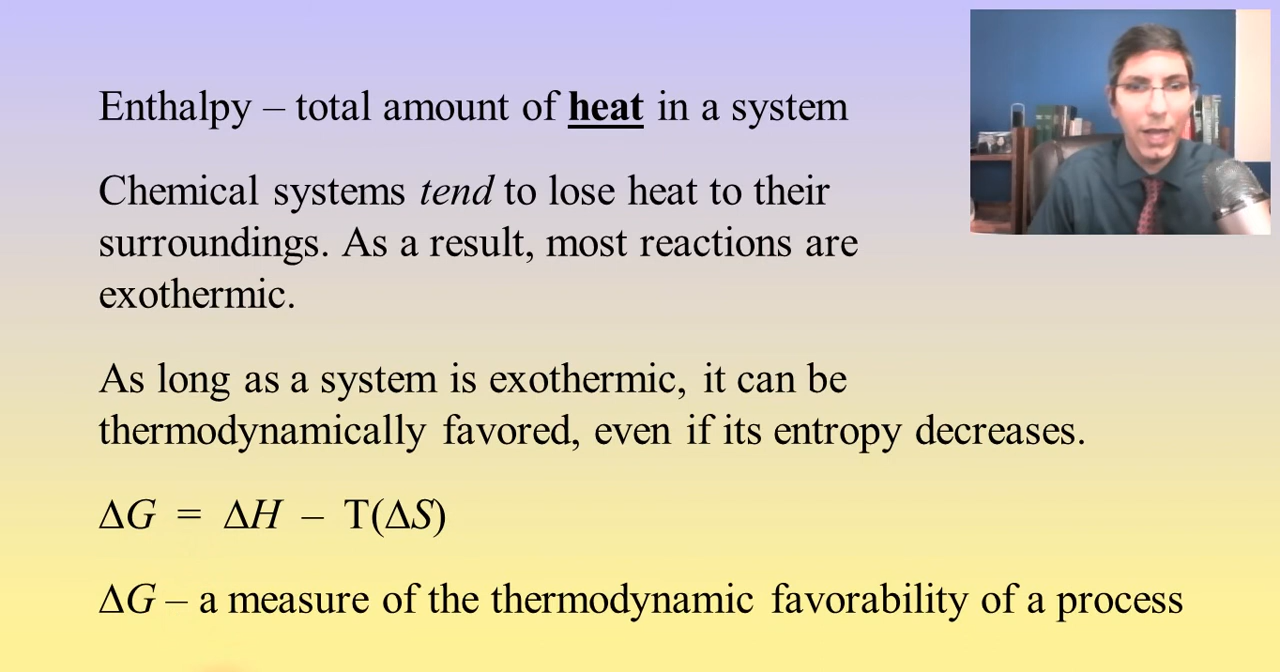 Enthalpy – total amount of heat in a system
Chemical systems tend to lose heat to their
surroundings. As a result, most reactions are
exothermic.
As long as a system is exothermic, it can be
thermodynamically favored, even if its entropy decreases.
ΔG = ΔH – T(ΔS)
ΔG – a measure of the thermodynamic favorability of a process